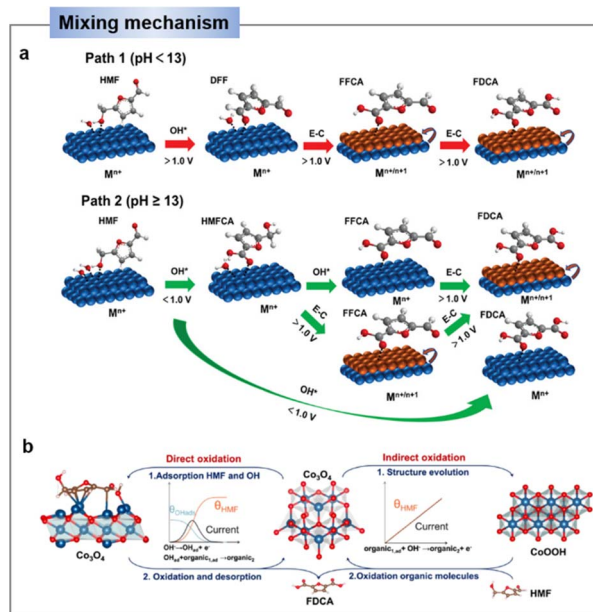 Mixing mechanism
a
Path 1 (pH < 13)
HMF
DFF
FFCA
FDCA
OH*
E-C
E-C
> 1.0 V
> 1.0 V
> 1.0 V
Mn+
Mn+
Mn+/n+1
Mn+/n+1
Path 2 (pH ≥ 13)
HMF
HMFCA
FFCA
FDCA
OH*
OH*
E-C
<1.0 V
>1.0 V
Mn+
Mn+
Mn+
Mn+/n+1
E-C
>1.0 V
FFCA
E-C
>1.0 V
FDCA
Mn+/n+1
Mn+
OH*
<1.0 V
b
Direct oxidation
Co3O4
Indirect oxidation
1.Adsorption HMF and OH
1. Structure evolution
θOHads
θHMF
Current
θHMF
Current
OH-→OHad+ e-
OHad+organic1,ad→organic2
organic1,ad+ OH-→organic2+ e-
Co3O4
CoOOH
2. Oxidation and desorption
2.Oxidation organic molecules
FDCA
HMF